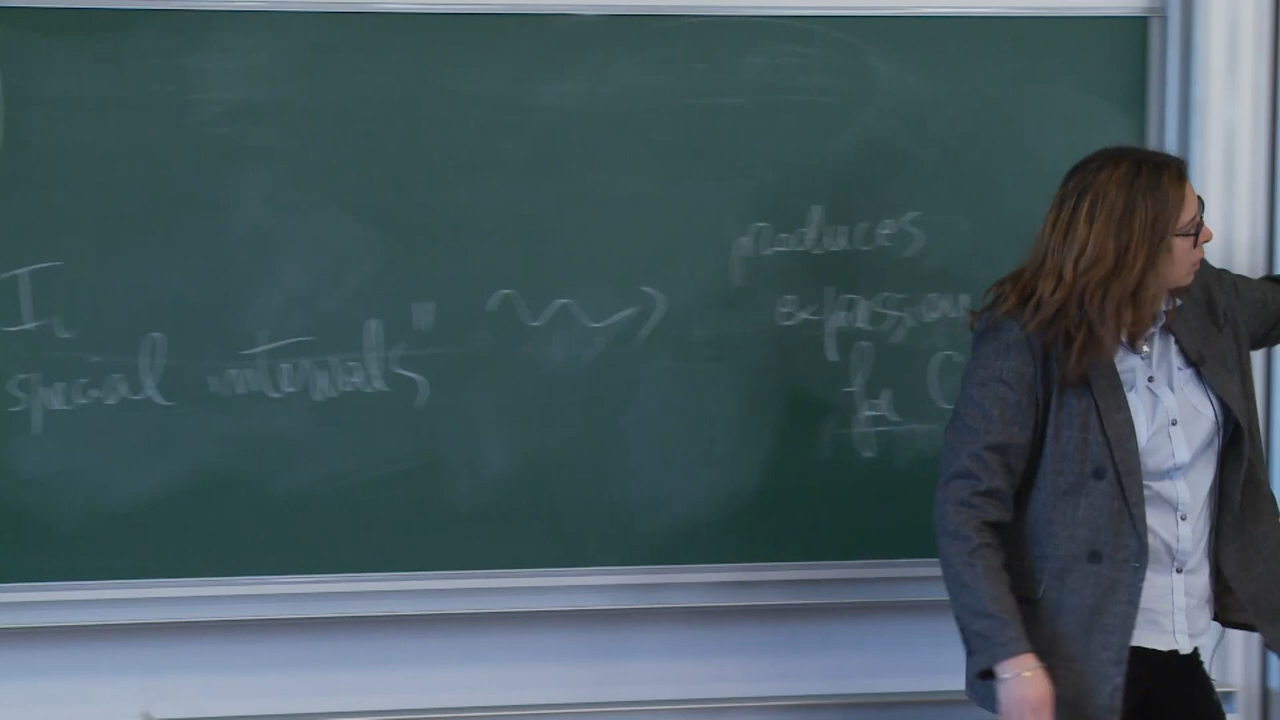 In
special intervals"
produces
expression
for C